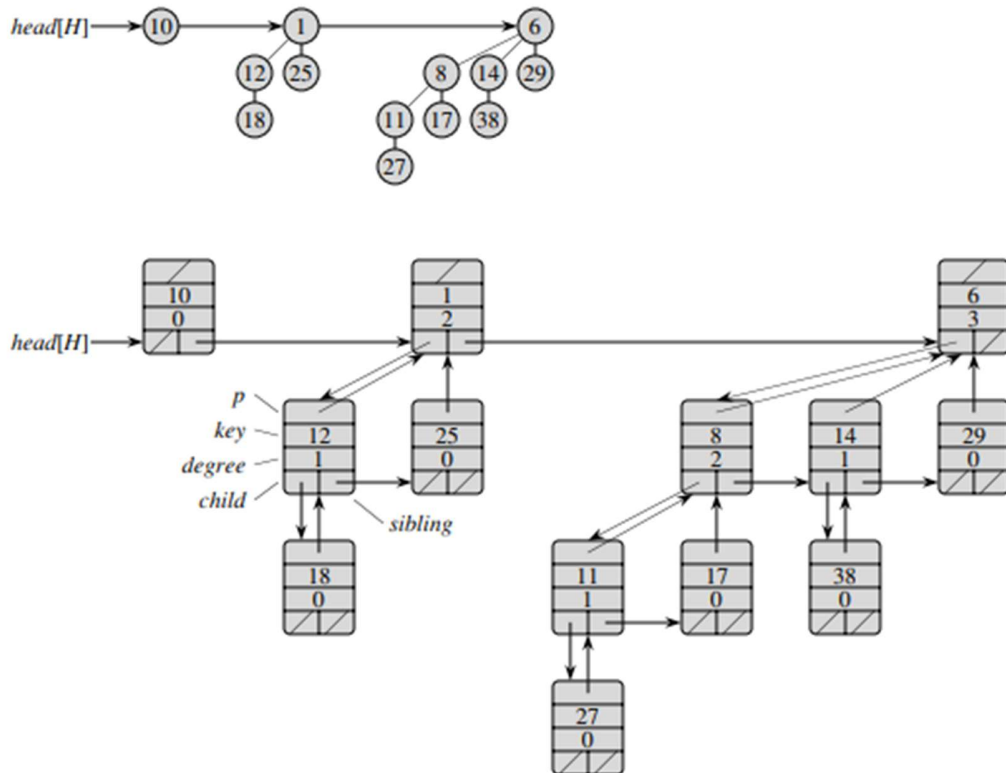 head[H] 10 1 6
12 25 8 14 29
18 11 17 38
27
10 1 6
0 2 3
head[H]
p
key 12 25 8 14 29
degree 1 0 2 1 0
child
sibling
18 11 17 38
0 1 0 0
27
0